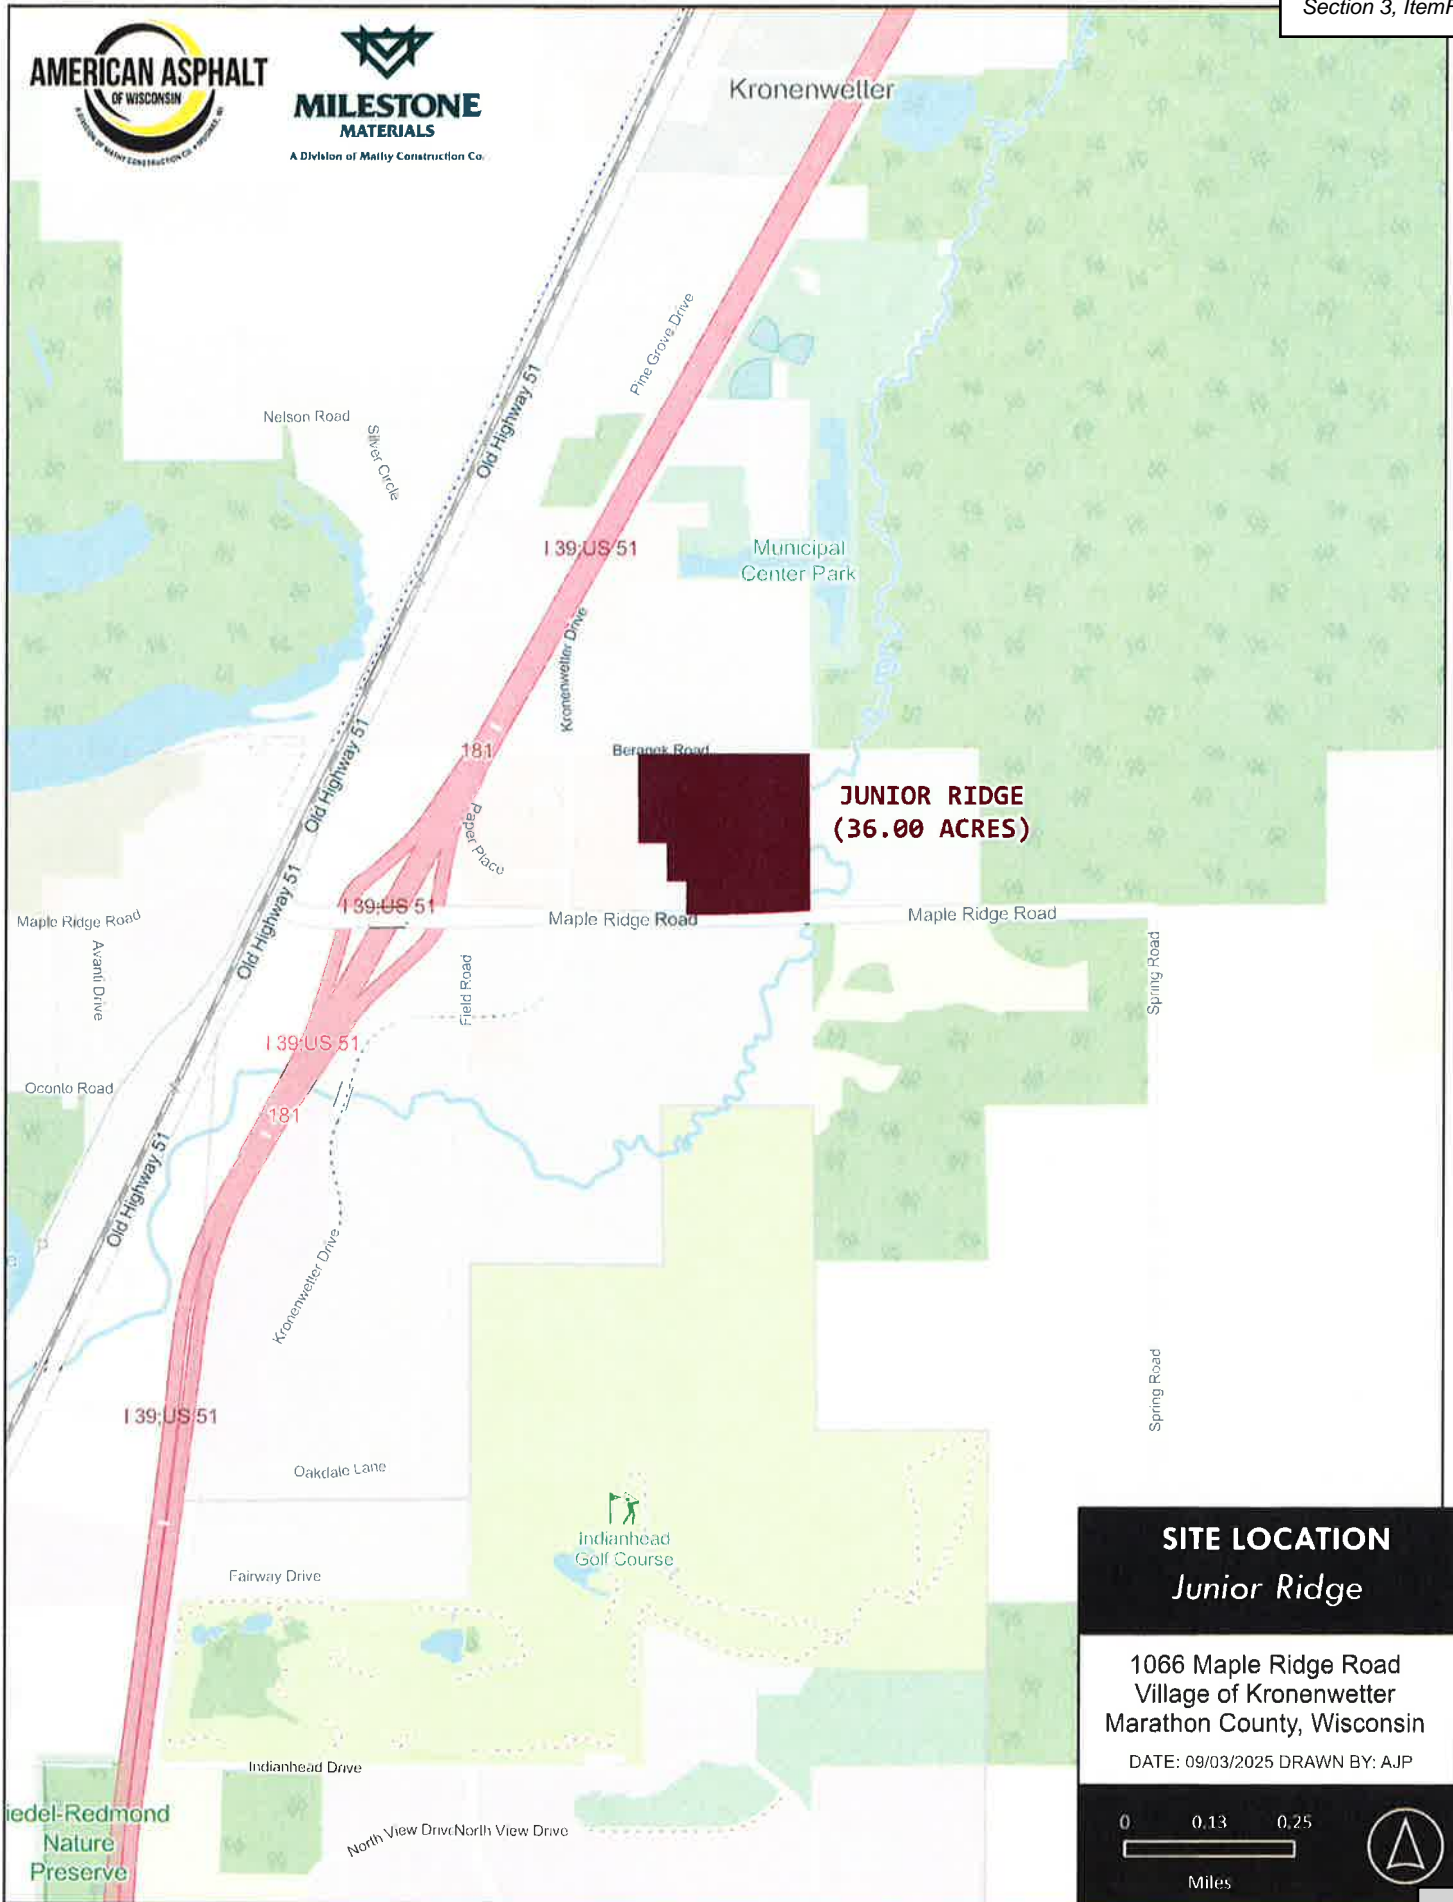 Section 3, Item
AMERICAN ASPHALT
OF WISCONSIN
MILESTONE
MATERIALS
A Division of Mathy Construction Co.
Kronenwetter
Pine Grove Drive
Old Highway 51
Nelson Road
Silver Circle
I 39;US 51
Municipal
Center Park
Kronenwetter Drive
Old Highway 51
181
Beranek Road
Paper Place
JUNIOR RIDGE
(36.00 ACRES)
Old Highway 51
I 39;US 51
Maple Ridge Road
Maple Ridge Road
Maple Ridge Road
Avanti Drive
Field Road
Spring Road
I 39;US 51
Oconto Road
181
Old Highway 51
Kronenwetter Drive
Spring Road
I 39;US 51
Oakdale Lane
Indianhead
Golf Course
Fairway Drive
Indianhead Drive
iedel-Redmond
Nature
Preserve
North View Drive North View Drive
SITE LOCATION
Junior Ridge
1066 Maple Ridge Road
Village of Kronenwetter
Marathon County, Wisconsin
DATE: 09/03/2025 DRAWN BY: AJP
0 0.13 0.25
Miles